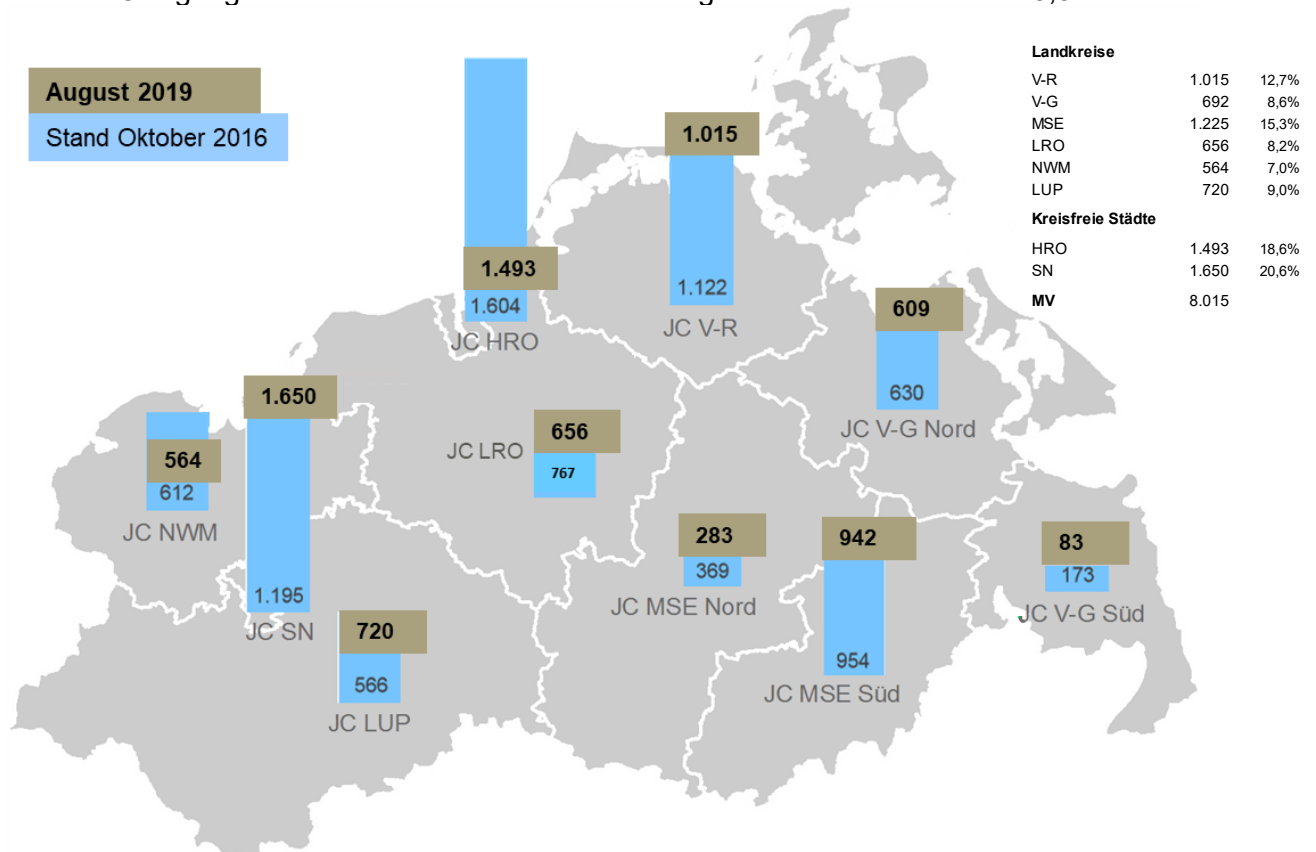 August 2019
Stand Oktober 2016
Landkreise
V-R 1.015 12,7%
V-G 692 8,6%
MSE 1.225 15,3%
LRO 656 8,2%
NWM 564 7,0%
LUP 720 9,0%
Kreisfreie Städte
HRO 1.493 18,6%
SN 1.650 20,6%
MV 8.015
1.015
1.122
JC V-R
1.493
1.604
JC HRO
609
630
JC V-G Nord
1.650
1.195
JC SN
564
612
JC NWM
JC LRO
656
767
283
369
JC MSE Nord
942
954
JC MSE Süd
83
173
JC V-G Süd
720
566
JC LUP